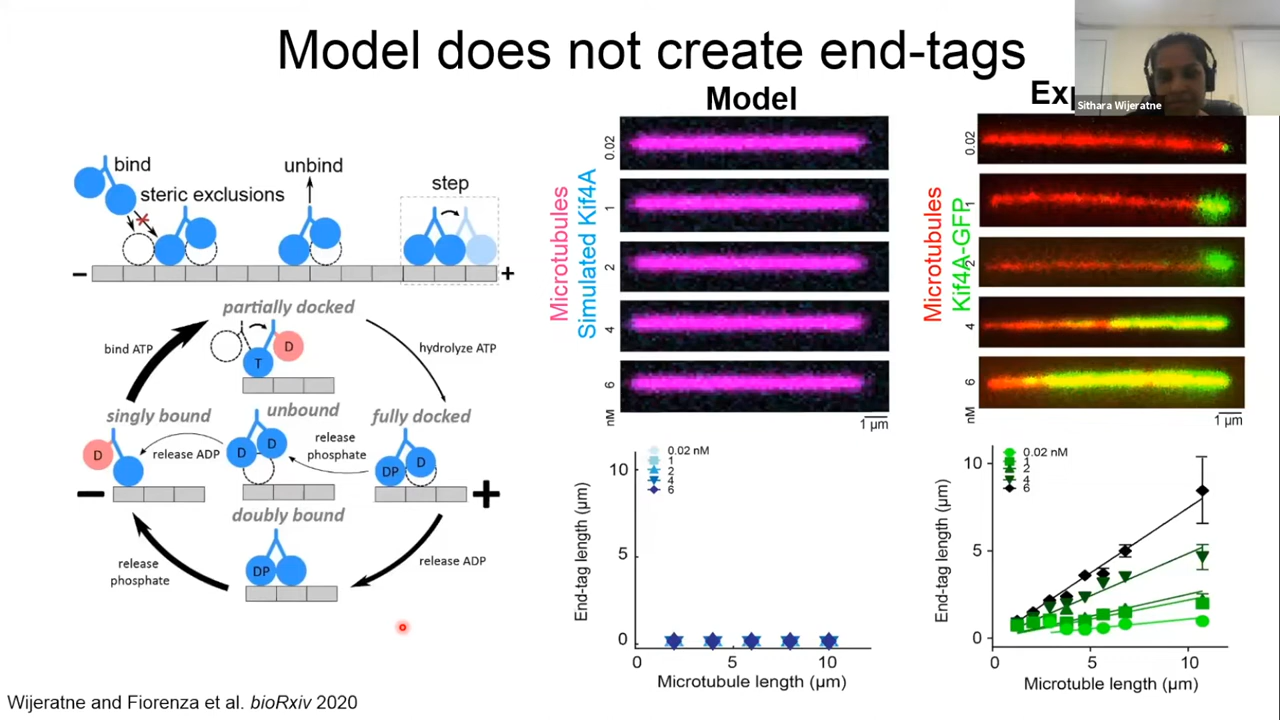 Model does not create end-tags
Sithara Wijeratne
bind
steric exclusions
unbind
step
−
+
partially docked
T
D
bind ATP
hydrolyze ATP
singly bound
D
unbound
D
D
fully docked
DP
D
release ADP
release phosphate
−
+
doubly bound
DP
release phosphate
release ADP
Model
Microtubules
Simulated Kif4A
0.02
1
2
4
6
nM
1 µm
End-tag length (µm)
10
5
0
0.02 nM
1
2
4
6
0
5
10
Microtubule length (µm)
Exp
Microtubules
Kif4A-GFP
0.02
1
2
4
6
nM
1 µm
End-tag length (µm)
10
5
0
0.02 nM
1
2
4
6
0
5
10
Microtuble length (µm)
Wijeratne and Fiorenza et al. bioRxiv 2020